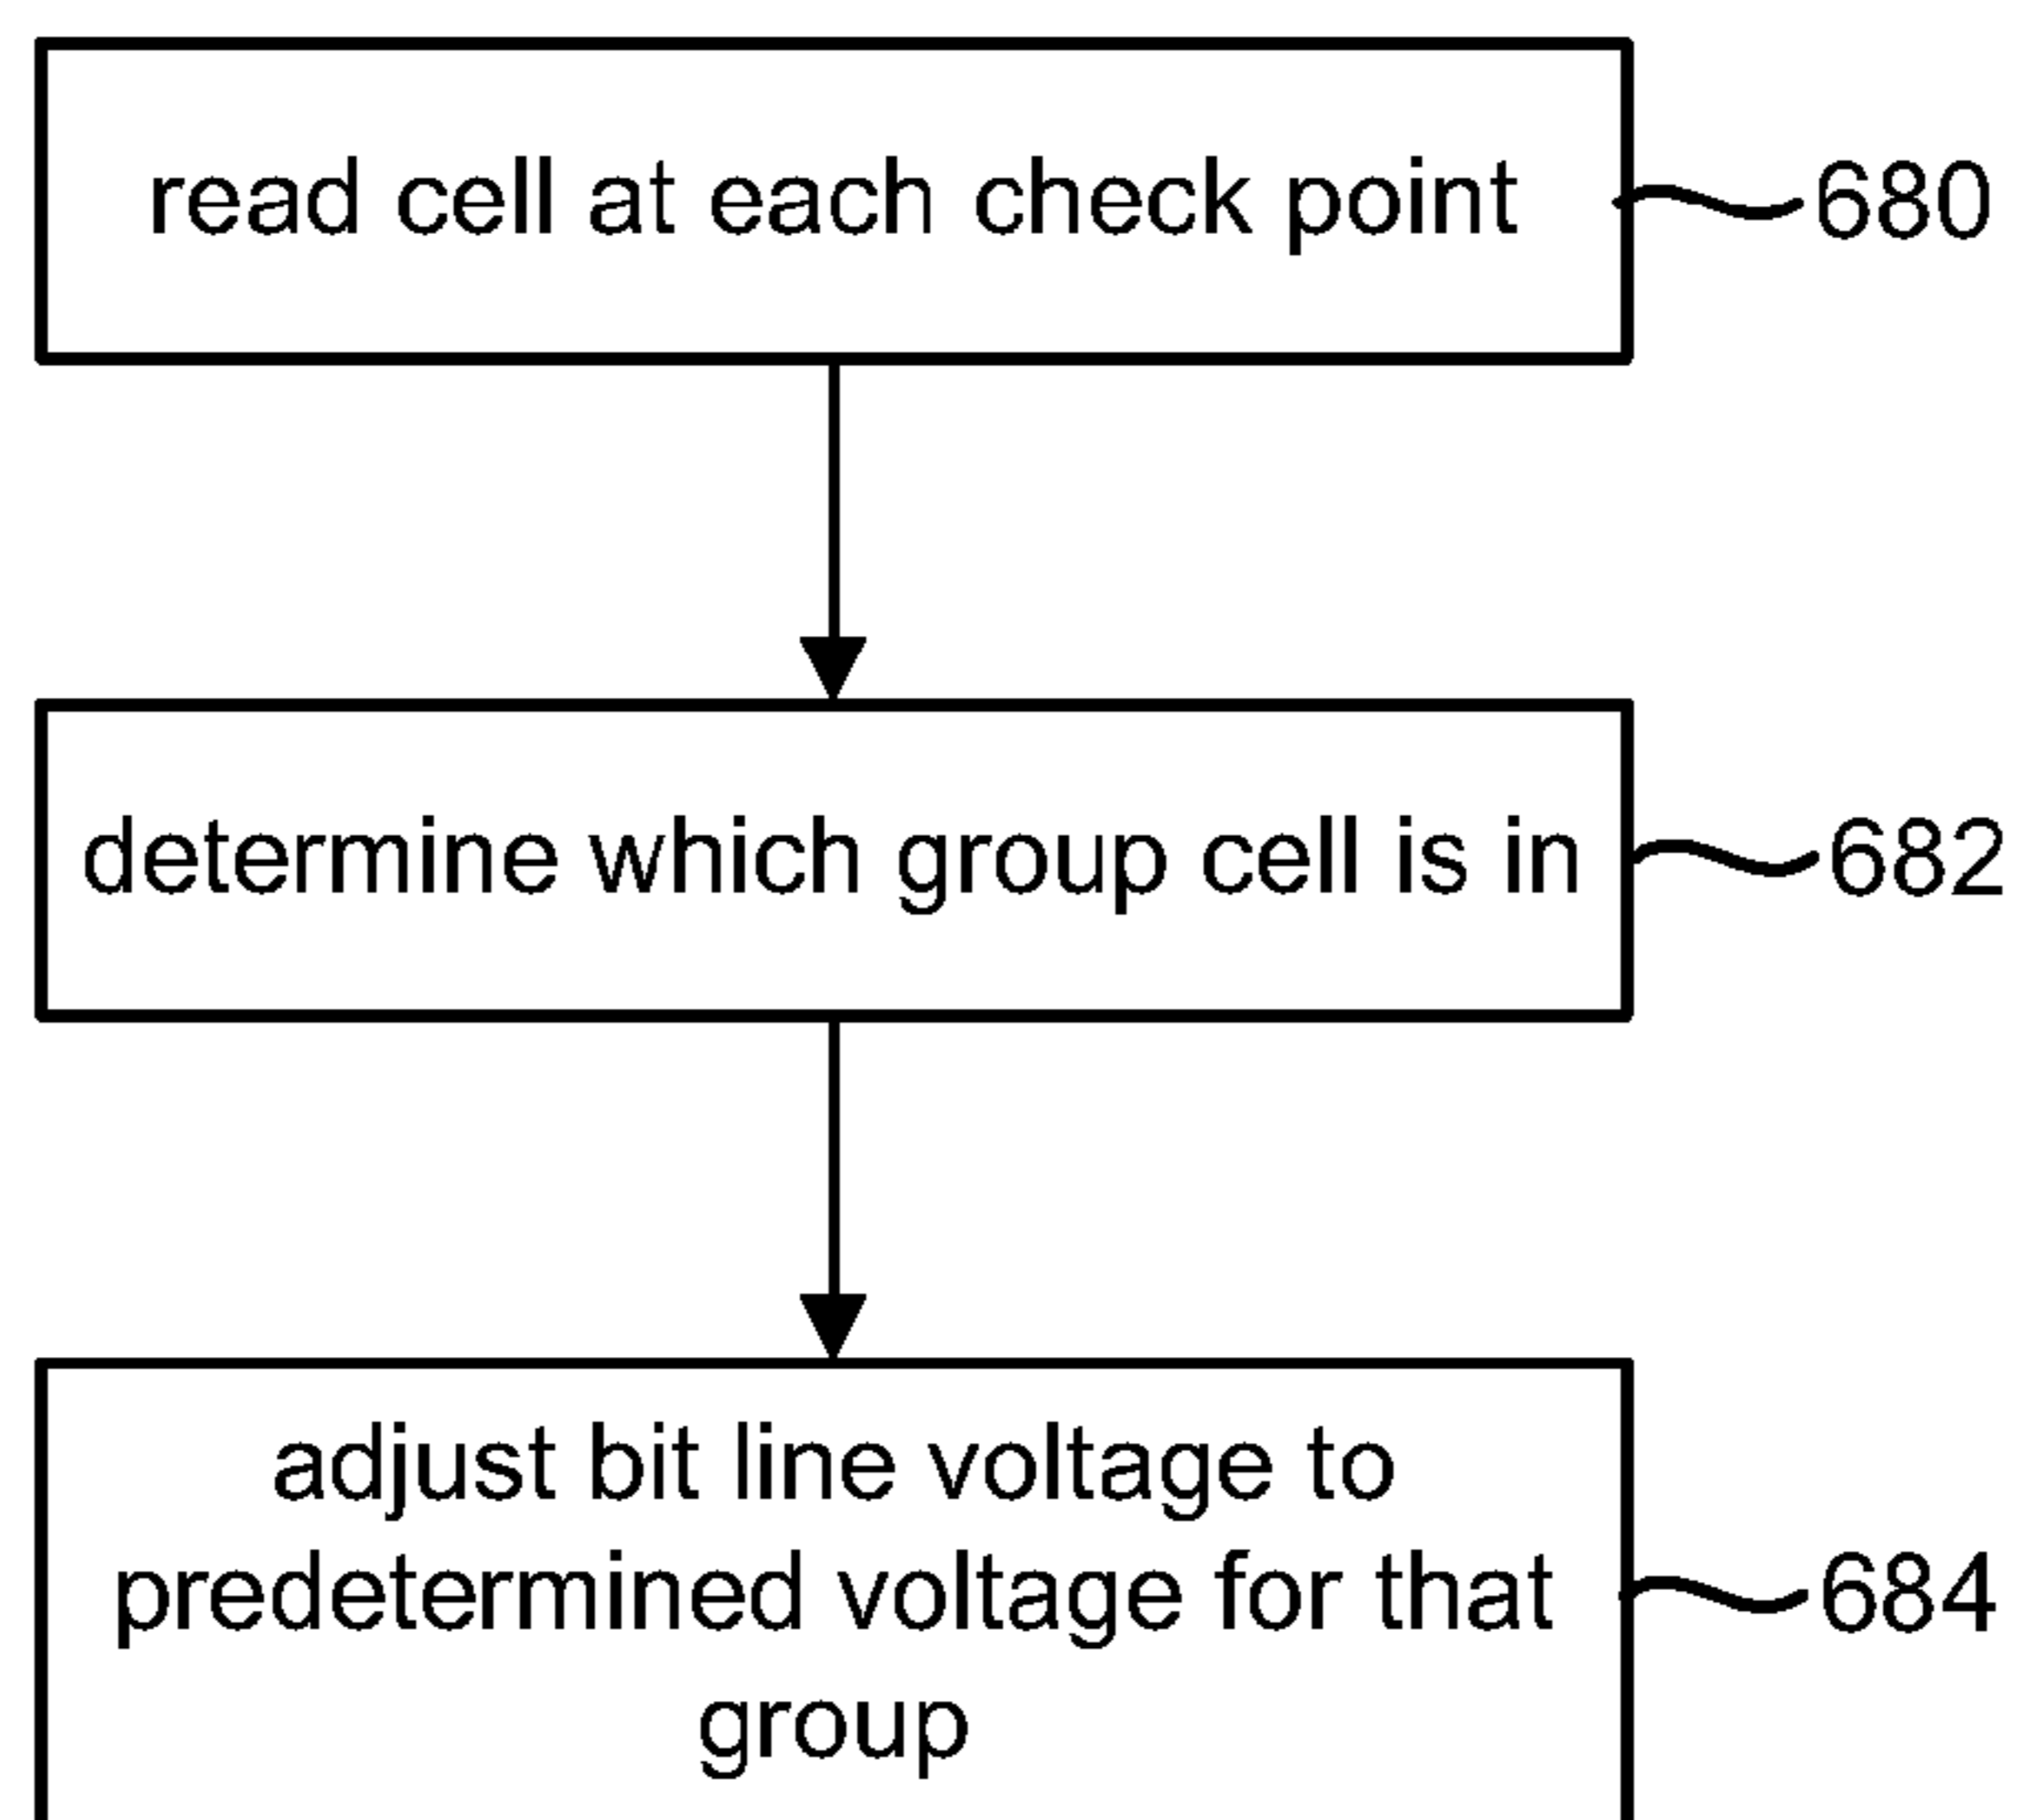 read cell at each check point 680
determine which group cell is in 682
adjust bit line voltage to
predetermined voltage for that 684
group